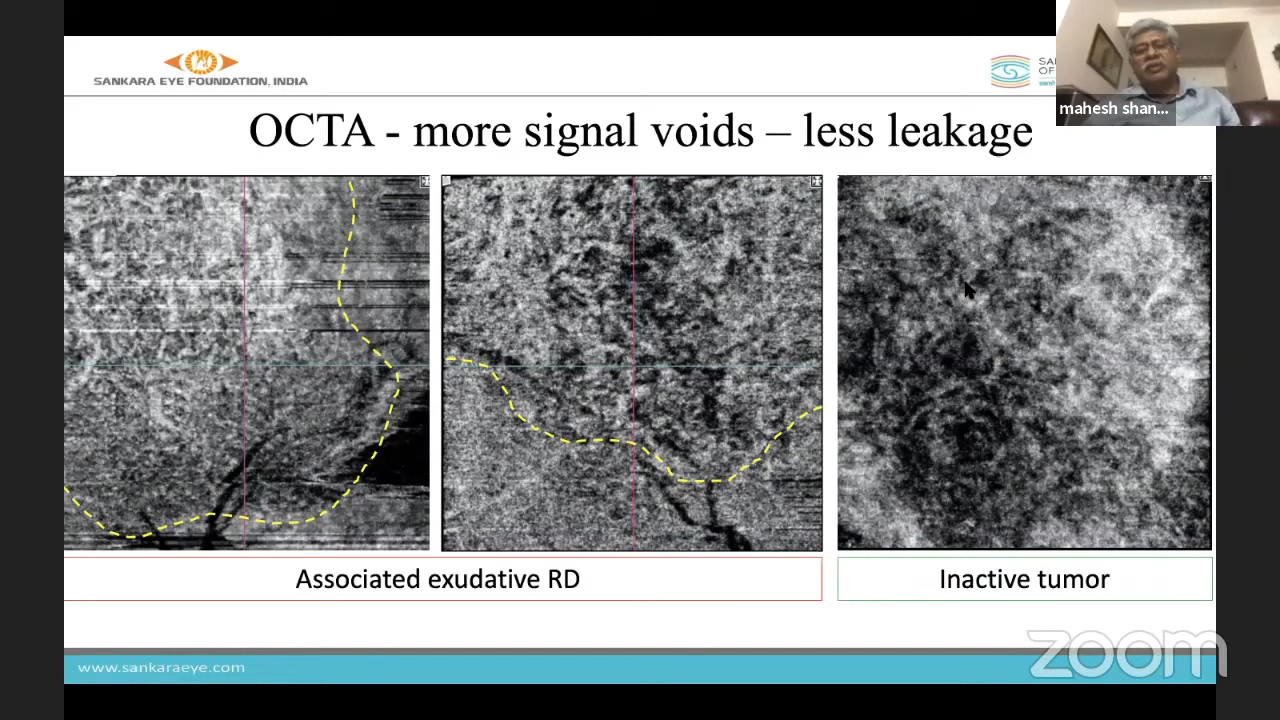 SANKARA EYE FOUNDATION, INDIA
mahesh shan...
OCTA - more signal voids – less leakage
Associated exudative RD
Inactive tumor
zoom
www.sankaraeye.com